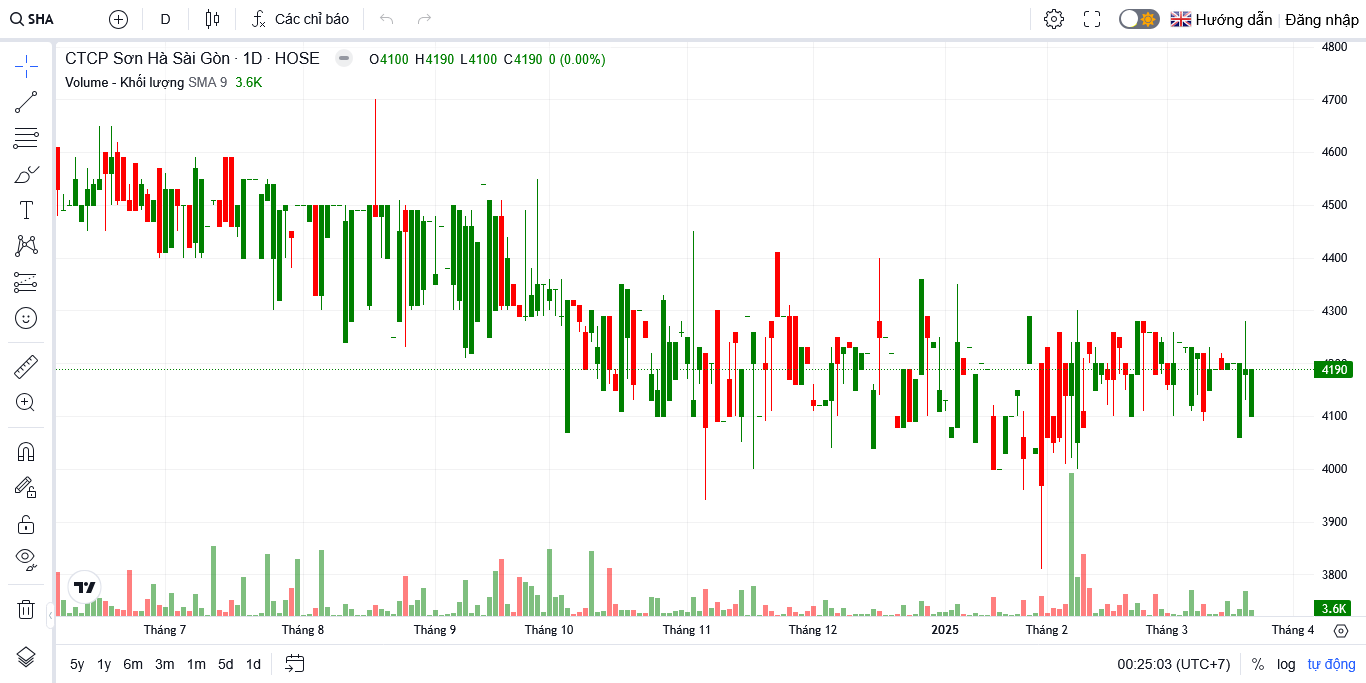 SHA D Các chỉ báo Hướng dẫn Đăng nhập
CTCP Sơn Hà Sài Gòn · 1D · HOSE O4100 H4190 L4100 C4190 0 (0.00%)
Volume - Khối lượng SMA 9 3.6K
4800
4700
4600
4500
4400
4300
4200
4190
4100
4000
3900
3800
3.6K
Tháng 7 Tháng 8 Tháng 9 Tháng 10 Tháng 11 Tháng 12 2025 Tháng 2 Tháng 3 Tháng 4
5y 1y 6m 3m 1m 5d 1d 00:25:03 (UTC+7) % log tự động